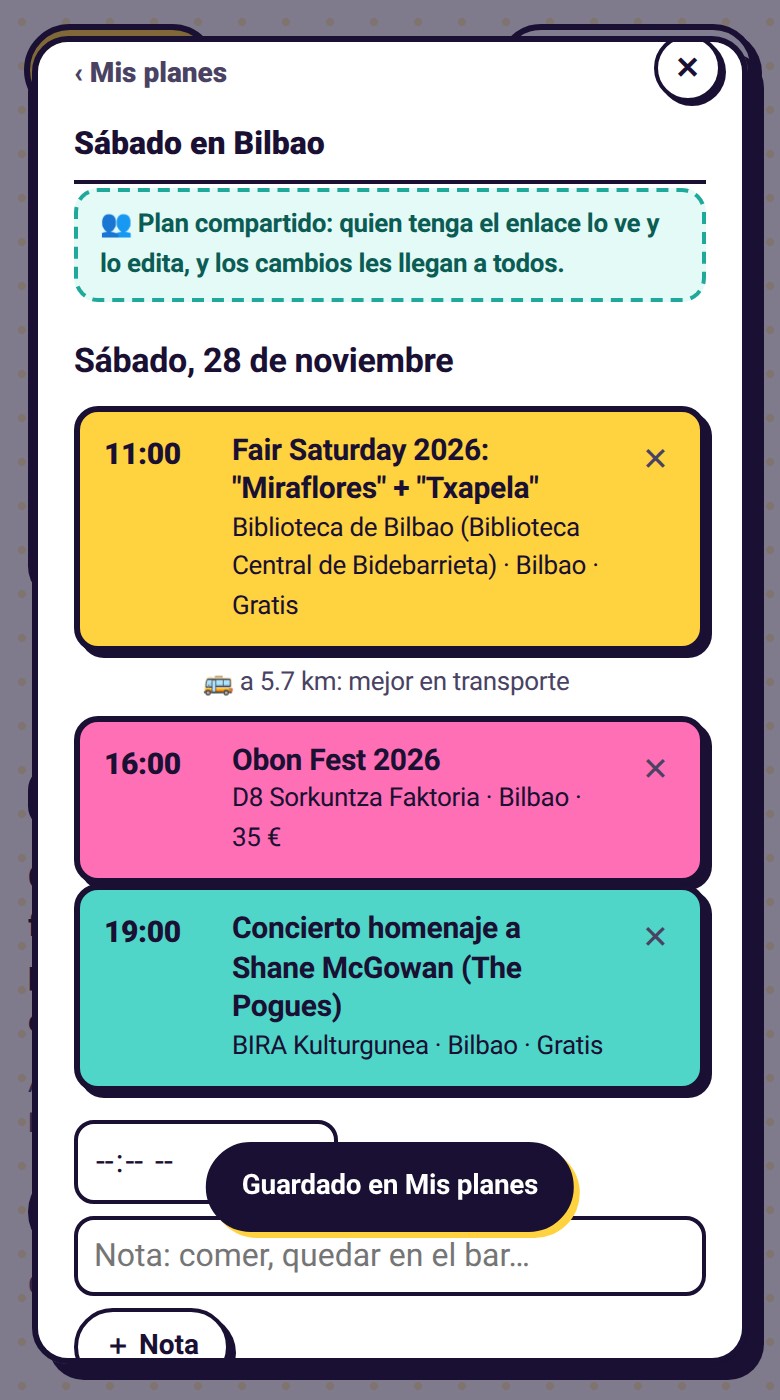 ‹ Mis planes
✕
Sábado en Bilbao
👥 Plan compartido: quien tenga el enlace lo ve y
lo edita, y los cambios les llegan a todos.
Sábado, 28 de noviembre
11:00
Fair Saturday 2026:
"Miraflores" + "Txapela"
✕
Biblioteca de Bilbao (Biblioteca
Central de Bidebarrieta) · Bilbao ·
Gratis
🚌 a 5.7 km: mejor en transporte
16:00
Obon Fest 2026
✕
D8 Sorkuntza Faktoria · Bilbao ·
35 €
19:00
Concierto homenaje a
✕
Shane McGowan (The
Pogues)
BIRA Kulturgunea · Bilbao · Gratis
--:-- --
Guardado en Mis planes
Nota: comer, quedar en el bar…
+ Nota